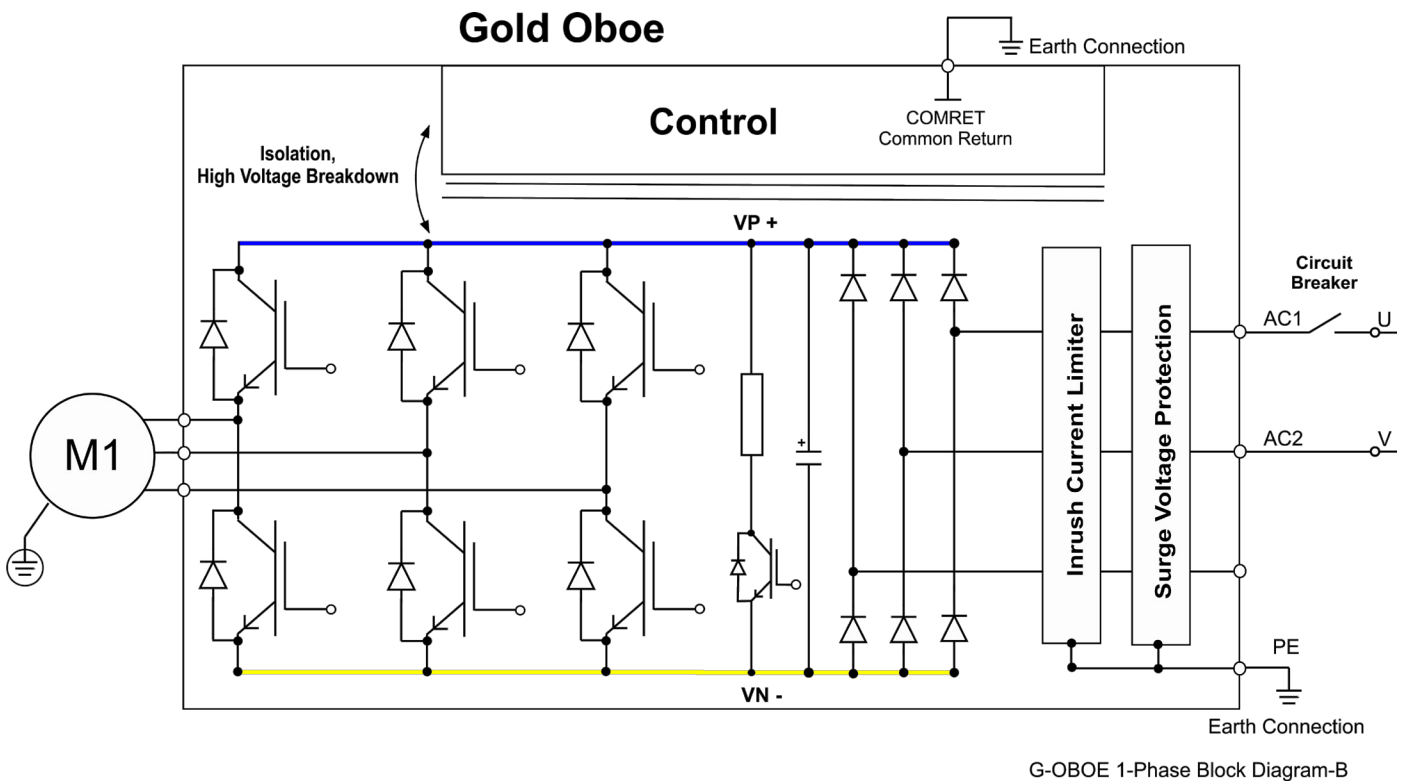 Gold Oboe
Earth Connection
Control
COMRET
Common Return
Isolation,
High Voltage Breakdown
VP +
Circuit
Breaker
AC1
U
Inrush Current Limiter
Surge Voltage Protection
M1
+
AC2
V
PE
VN -
Earth Connection
G-OBOE 1-Phase Block Diagram-B